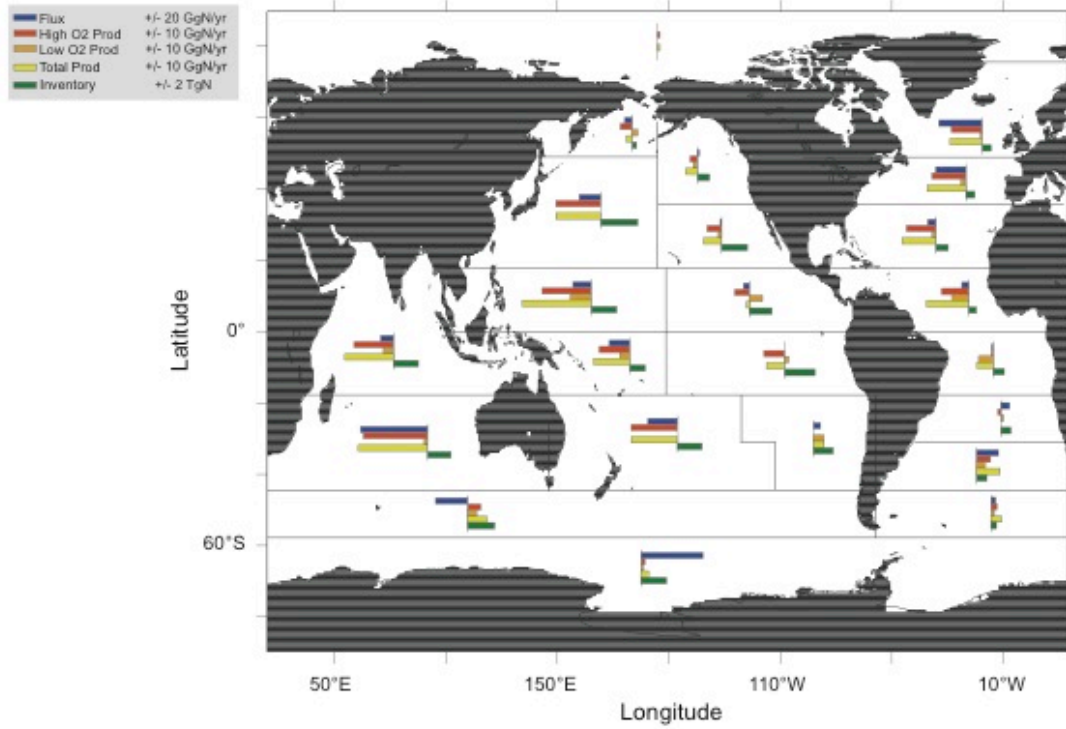 Flux +/- 20 GgN/yr
High O2 Prod +/- 10 GgN/yr
Low O2 Prod +/- 10 GgN/yr
Total Prod +/- 10 GgN/yr
Inventory +/- 2 TgN
Latitude
0°
60°S
50°E 150°E 110°W 10°W
Longitude